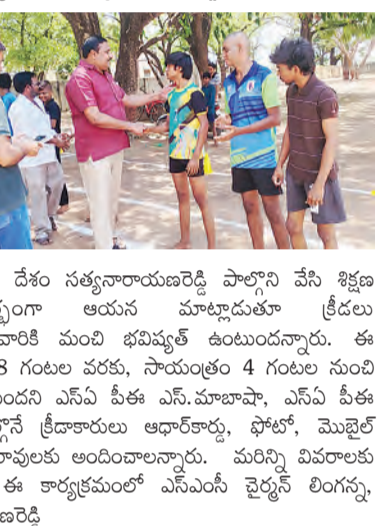 దేశం సత్యనారాయణరెడ్డి పాల్గొని వేసి శిక్షణ
ర్భంగా ఆయన మాట్లాడుతూ క్రీడలు
వారికి మంచి భవిష్యత్ ఉంటుందన్నారు. ఈ
8 గంటల వరకు, సాయంత్రం 4 గంటల నుంచి
ందని ఎస్ఏ పీఈ ఎస్.మాబాషా, ఎస్ఏ పీఈ
ల్గొనే క్రీడాకారులు ఆధార్‌కార్డు, ఫోటో, మొబైల్
రావులకు అందించాలన్నారు. మరిన్ని వివరాలకు
ఈ కార్యక్రమంలో ఎస్ఎంసీ చైర్మన్ లింగన్న,
ణరెడ్డి